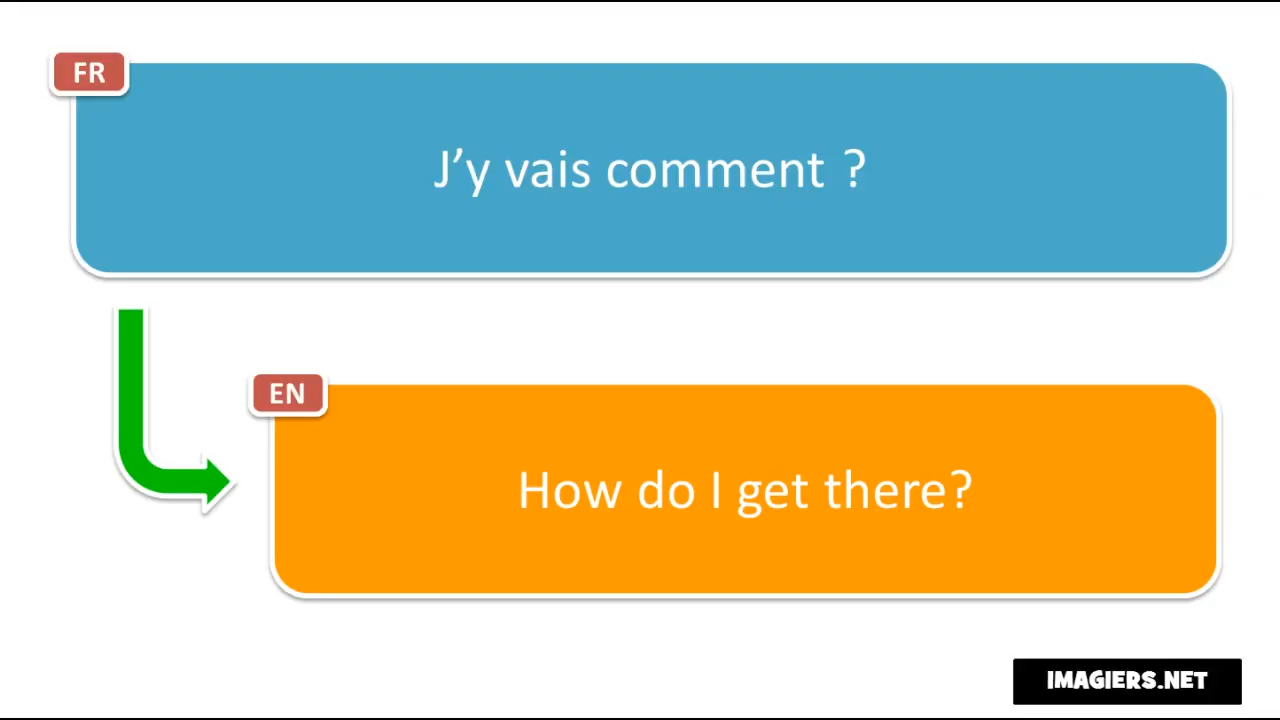 FR
J’y vais comment ?
EN
How do I get there?
IMAGIERS.NET